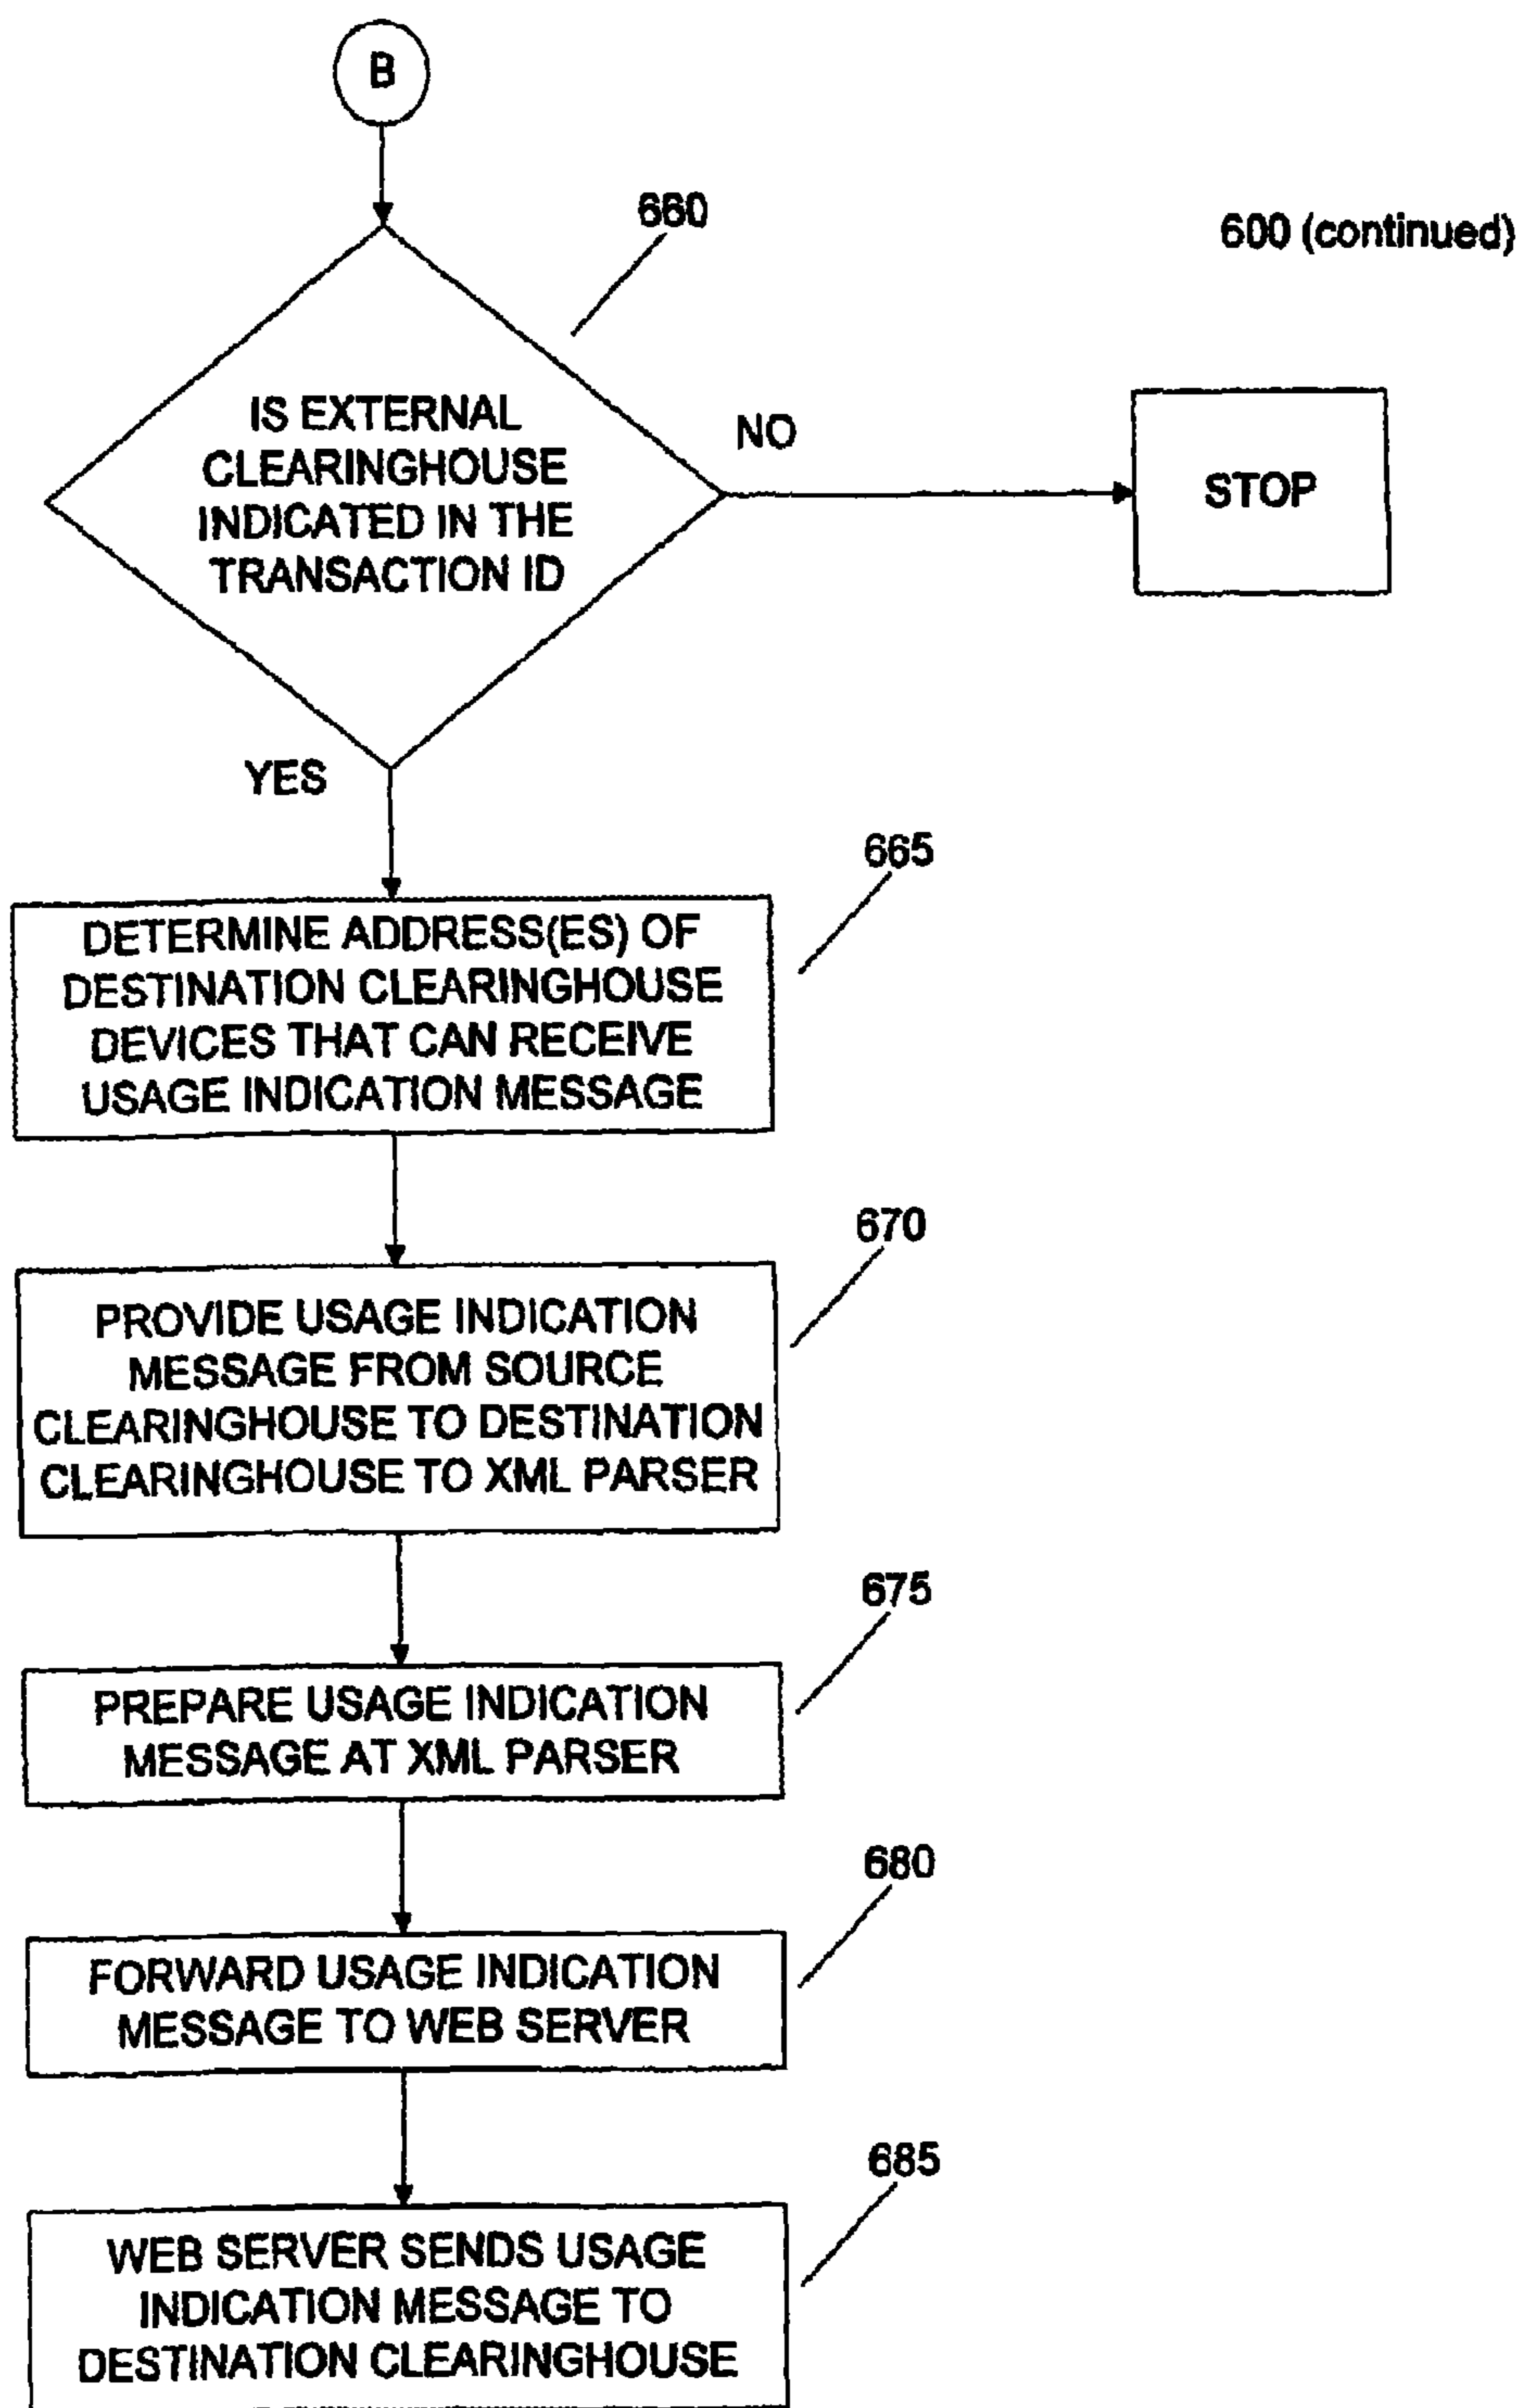 B
660
600 (continued)
IS EXTERNAL
CLEARINGHOUSE
INDICATED IN THE
TRANSACTION ID
NO
STOP
YES
665
DETERMINE ADDRESS(ES) OF
DESTINATION CLEARINGHOUSE
DEVICES THAT CAN RECEIVE
USAGE INDICATION MESSAGE
670
PROVIDE USAGE INDICATION
MESSAGE FROM SOURCE
CLEARINGHOUSE TO DESTINATION
CLEARINGHOUSE TO XML PARSER
675
PREPARE USAGE INDICATION
MESSAGE AT XML PARSER
680
FORWARD USAGE INDICATION
MESSAGE TO WEB SERVER
685
WEB SERVER SENDS USAGE
INDICATION MESSAGE TO
DESTINATION CLEARINGHOUSE